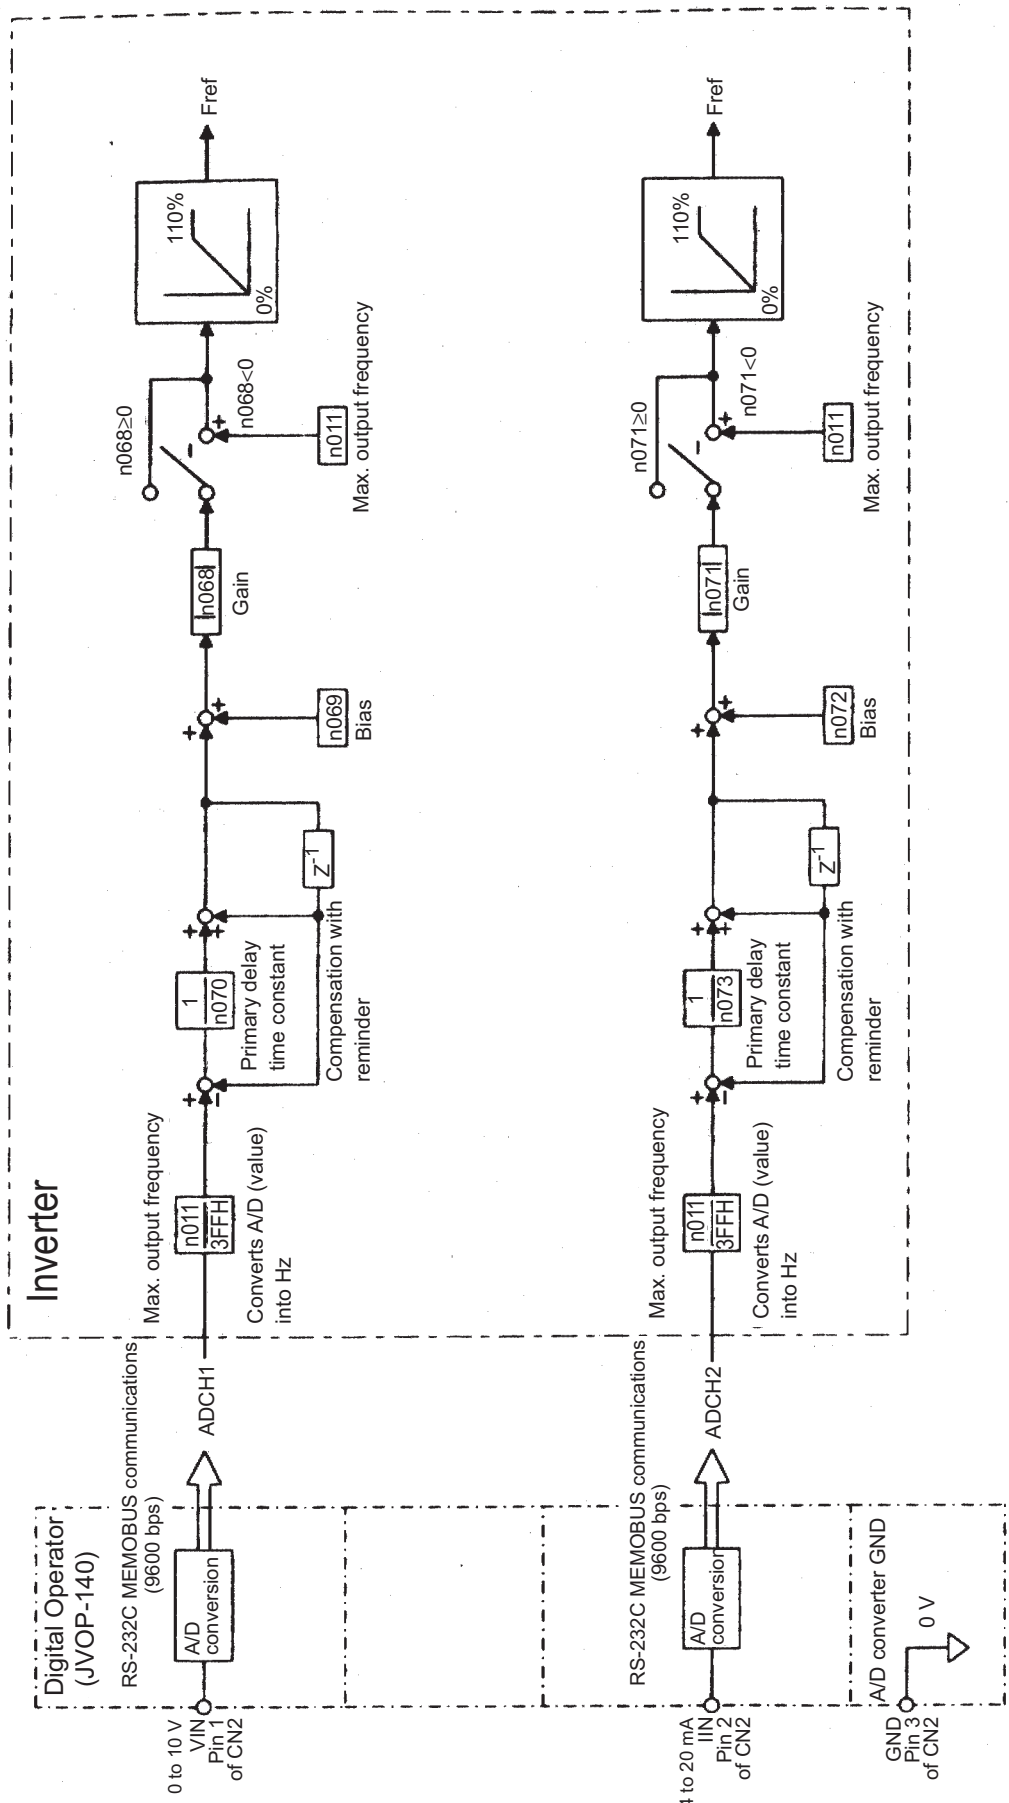 Digital Operator
(JVOP-140)
RS-232C MEMOBUS communications
(9600 bps)
0 to 10 V
VIN
Pin 1
of CN2
A/D
conversion
ADCH1
Inverter
Max. output frequency
n011
3FFH
Converts A/D (value)
into Hz
+
-
1
n070
Primary delay
time constant
+
+
Z-1
Compensation with
reminder
+
+
n069
Bias
|n068|
Gain
n068≥0
-
+
n068<0
n011
Max. output frequency
110%
0%
Fref
RS-232C MEMOBUS communications
(9600 bps)
4 to 20 mA
IIN
Pin 2
of CN2
A/D
conversion
ADCH2
Max. output frequency
n011
3FFH
Converts A/D (value)
into Hz
+
-
1
n073
Primary delay
time constant
+
+
Z-1
Compensation with
reminder
+
+
n072
Bias
|n071|
Gain
n071≥0
-
+
n071<0
n011
Max. output frequency
110%
0%
Fref
A/D converter GND
GND
Pin 3
of CN2
0 V